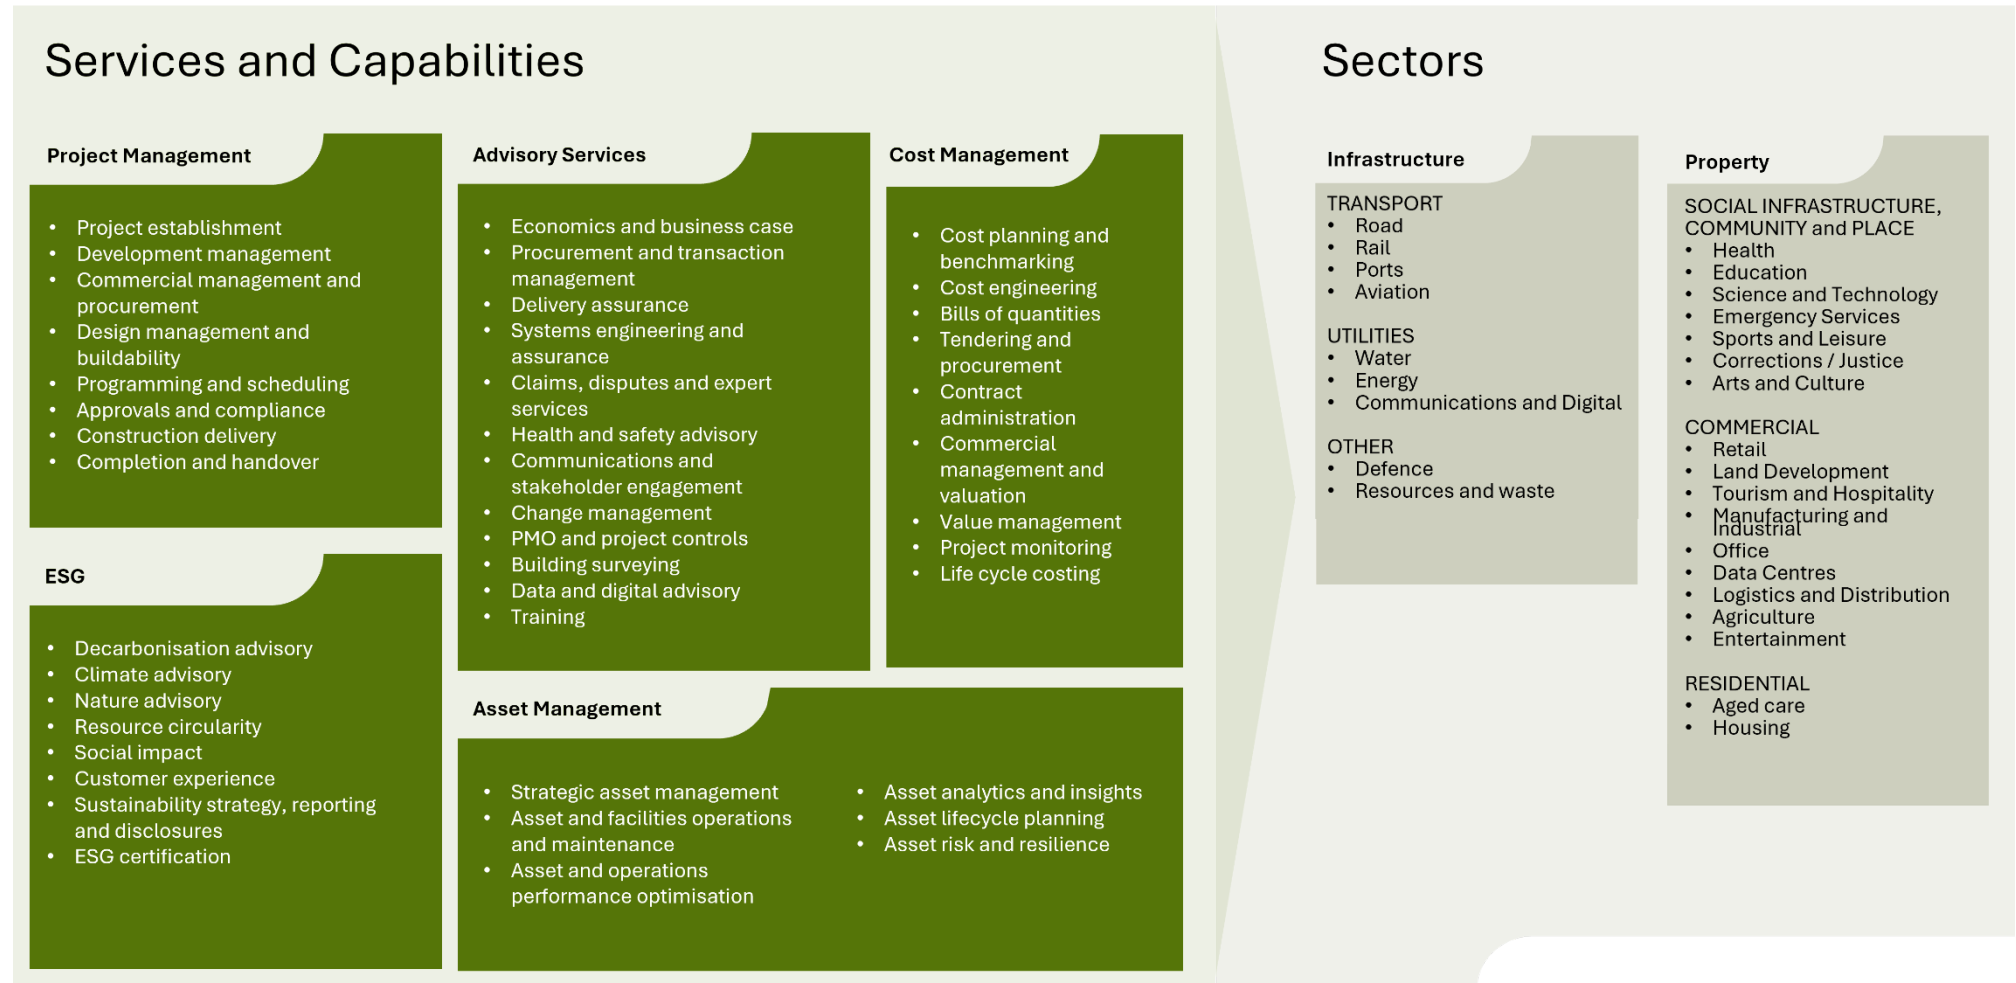 Services and Capabilities
Project Management
• Project establishment
• Development management
• Commercial management and
procurement
• Design management and
buildability
• Programming and scheduling
• Approvals and compliance
• Construction delivery
• Completion and handover
ESG
• Decarbonisation advisory
• Climate advisory
• Nature advisory
• Resource circularity
• Social impact
• Customer experience
• Sustainability strategy, reporting
and disclosures
• ESG certification
Advisory Services
• Economics and business case
• Procurement and transaction
management
• Delivery assurance
• Systems engineering and
assurance
• Claims, disputes and expert
services
• Health and safety advisory
• Communications and
stakeholder engagement
• Change management
• PMO and project controls
• Building surveying
• Data and digital advisory
• Training
Cost Management
• Cost planning and
benchmarking
• Cost engineering
• Bills of quantities
• Tendering and
procurement
• Contract
administration
• Commercial
management and
valuation
• Value management
• Project monitoring
• Life cycle costing
Asset Management
• Strategic asset management
• Asset and facilities operations
and maintenance
• Asset and operations
performance optimisation
• Asset analytics and insights
• Asset lifecycle planning
• Asset risk and resilience
Sectors
Infrastructure
TRANSPORT
• Road
• Rail
• Ports
• Aviation
UTILITIES
• Water
• Energy
• Communications and Digital
OTHER
• Defence
• Resources and waste
Property
SOCIAL INFRASTRUCTURE,
COMMUNITY and PLACE
• Health
• Education
• Science and Technology
• Emergency Services
• Sports and Leisure
• Corrections / Justice
• Arts and Culture
COMMERCIAL
• Retail
• Land Development
• Tourism and Hospitality
• Manufacturing and
Industrial
• Office
• Data Centres
• Logistics and Distribution
• Agriculture
• Entertainment
RESIDENTIAL
• Aged care
• Housing